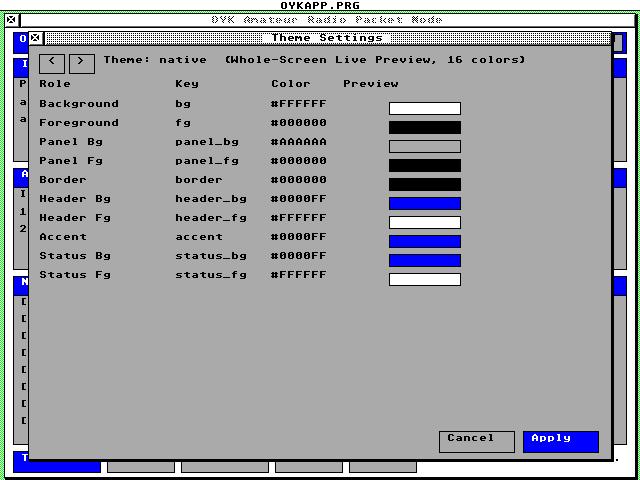 OYKAPP.PRG
OYK Amateur Radio Packet Node
Theme Settings
< > Theme: native (Whole-Screen Live Preview, 16 colors)
Role Key Color Preview
Background bg #FFFFFF
Foreground fg #000000
Panel Bg panel_bg #AAAAAA
Panel Fg panel_fg #000000
Border border #000000
Header Bg header_bg #0000FF
Header Fg header_fg #FFFFFF
Accent accent #0000FF
Status Bg status_bg #0000FF
Status Fg status_fg #FFFFFF
Cancel Apply